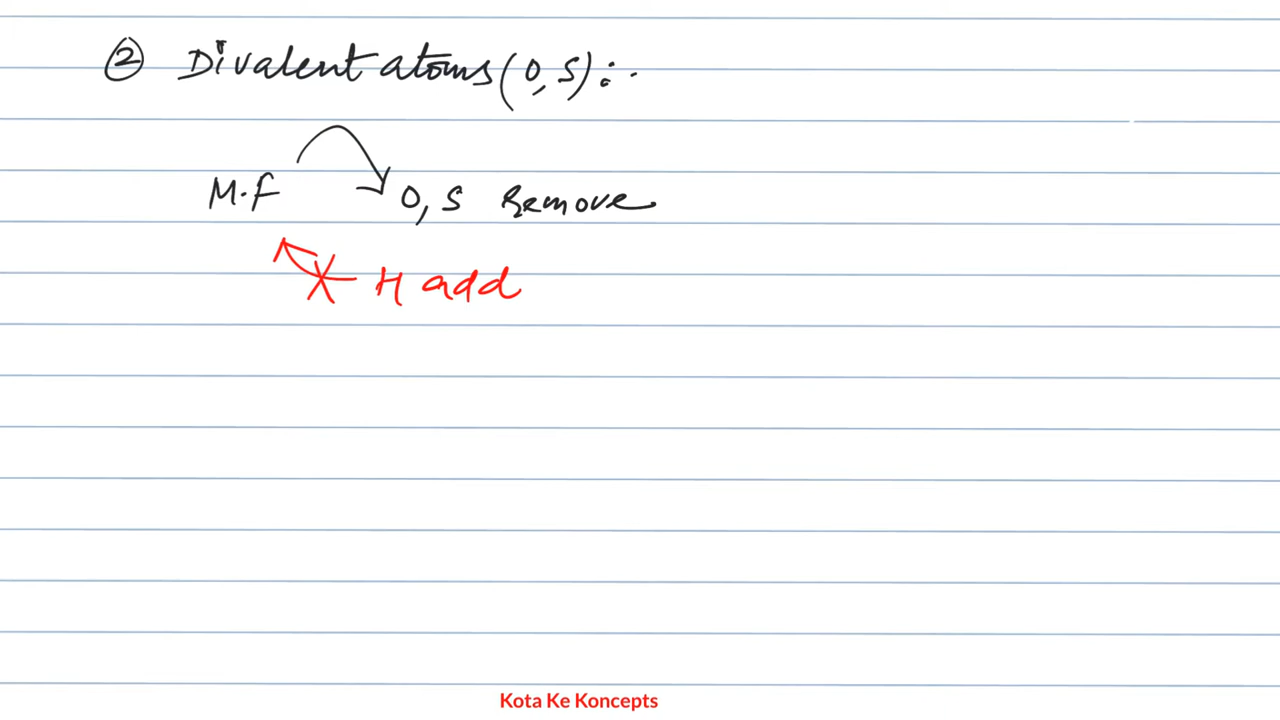 ② Divalent atoms (O, S) :-
M.F → O, S Remove
H add
Kota Ke Koncepts